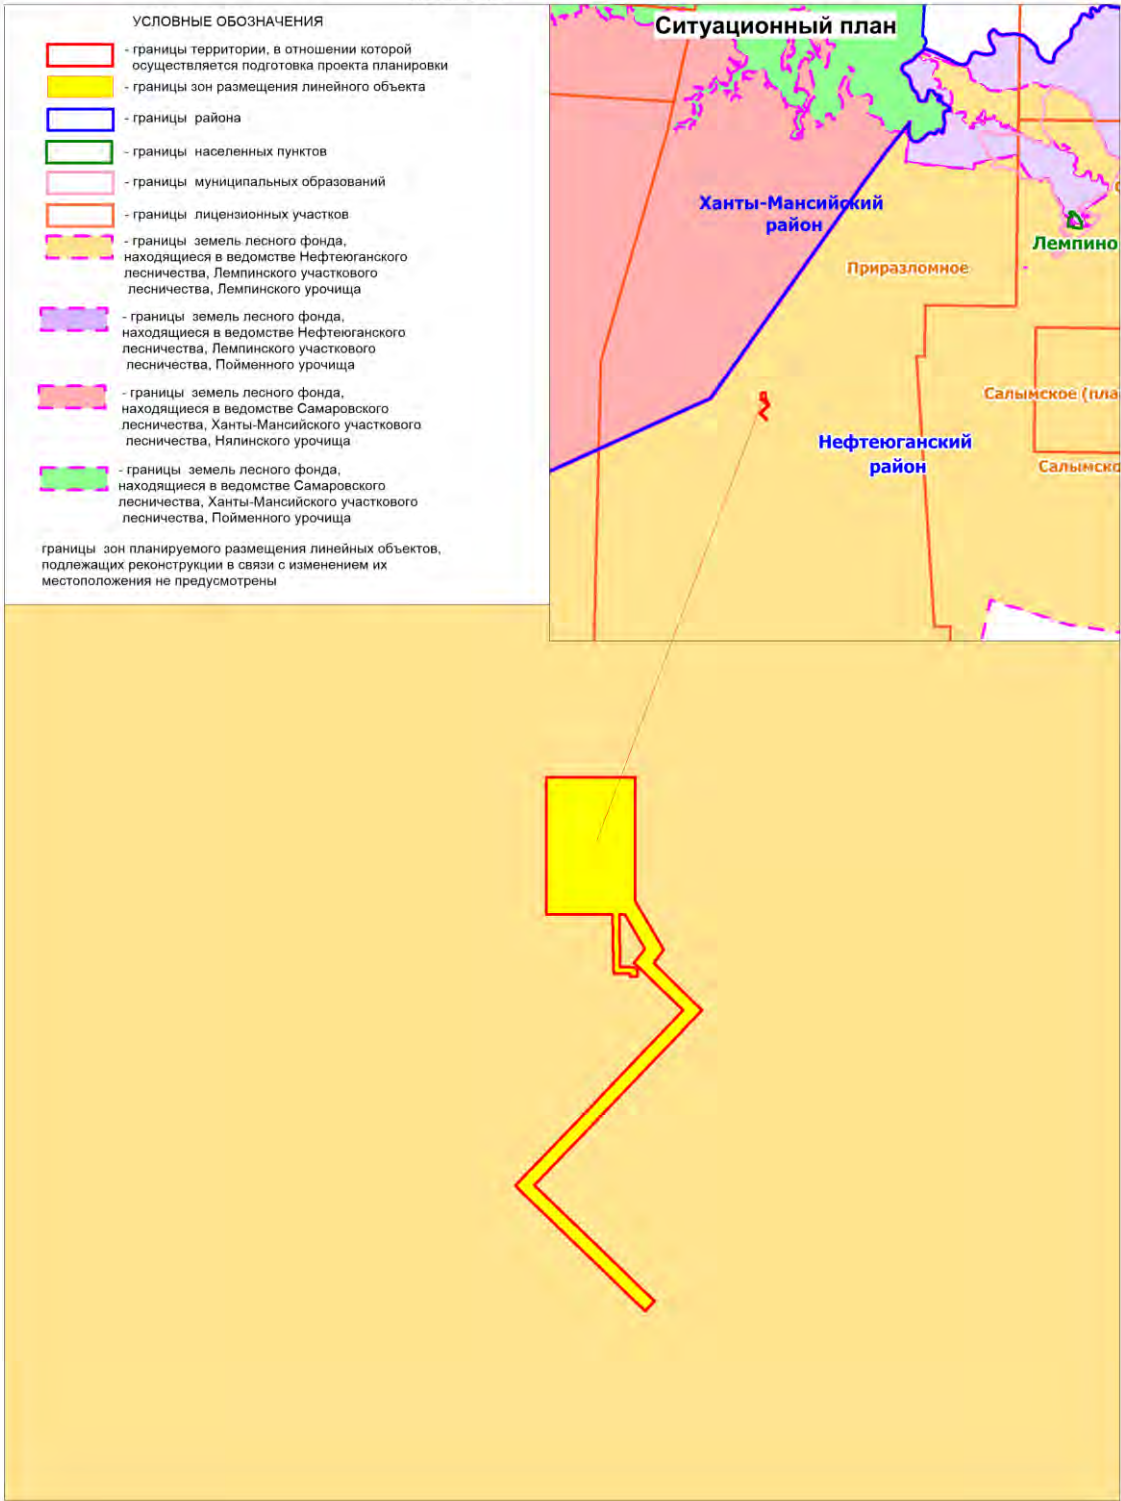 УСЛОВНЫЕ ОБОЗНАЧЕНИЯ
- границы территории, в отношении которой
осуществляется подготовка проекта планировки
- границы зон размещения линейного объекта
- границы района
- границы населенных пунктов
- границы муниципальных образований
- границы лицензионных участков
- границы земель лесного фонда,
находящиеся в ведомстве Нефтеюганского
лесничества, Лемпинского участкового
лесничества, Лемпинского урочища
- границы земель лесного фонда,
находящиеся в ведомстве Нефтеюганского
лесничества, Лемпинского участкового
лесничества, Пойменного урочища
- границы земель лесного фонда,
находящиеся в ведомстве Самаровского
лесничества, Ханты-Мансийского участкового
лесничества, Нялинского урочища
- границы земель лесного фонда,
находящиеся в ведомстве Самаровского
лесничества, Ханты-Мансийского участкового
лесничества, Пойменного урочища
границы зон планируемого размещения линейных объектов,
подлежащих реконструкции в связи с изменением их
местоположения не предусмотрены
Ситуационный план
Ханты-Мансийский
район
Лемпино
Приразломное
Салымское (пла
Нефтеюганский
район
Салымско